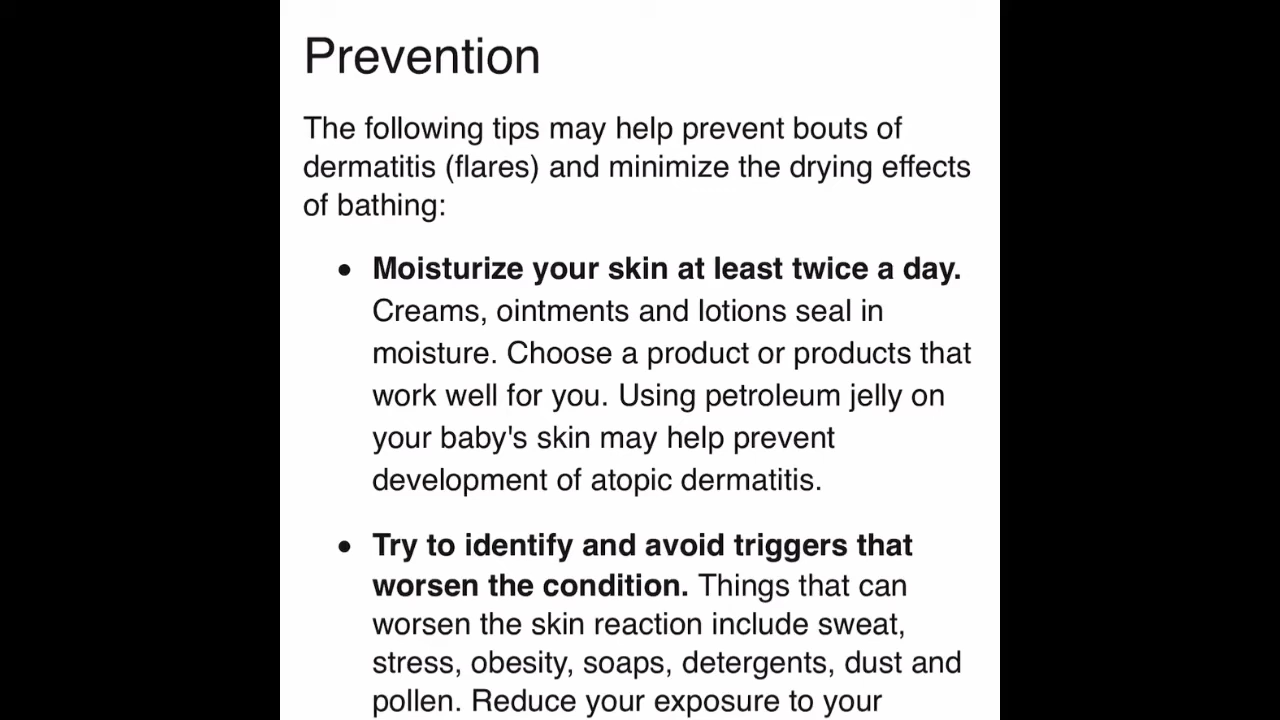 Prevention
The following tips may help prevent bouts of
dermatitis (flares) and minimize the drying effects
of bathing:
• Moisturize your skin at least twice a day.
Creams, ointments and lotions seal in
moisture. Choose a product or products that
work well for you. Using petroleum jelly on
your baby's skin may help prevent
development of atopic dermatitis.
• Try to identify and avoid triggers that
worsen the condition. Things that can
worsen the skin reaction include sweat,
stress, obesity, soaps, detergents, dust and
pollen. Reduce your exposure to your